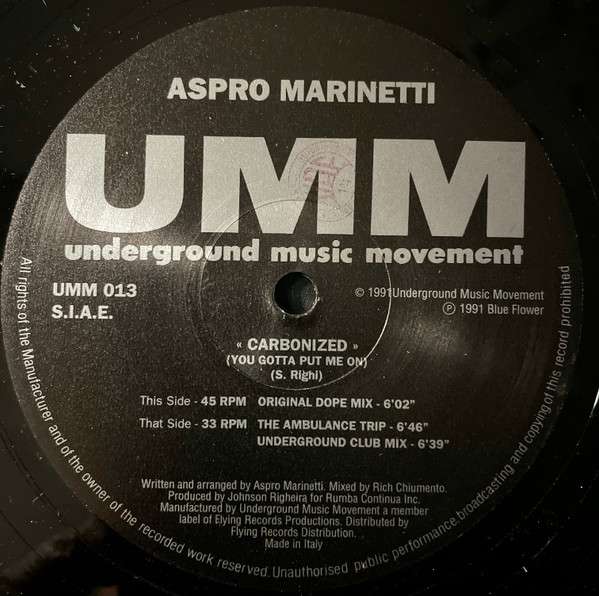 ASPRO MARINETTI
UMM
underground music movement
UMM 013
S.I.A.E.
© 1991 Underground Music Movement
℗ 1991 Blue Flower
« CARBONIZED »
(YOU GOTTA PUT ME ON)
(S. Righi)
This Side - 45 RPM ORIGINAL DOPE MIX - 6'02"
That Side - 33 RPM THE AMBULANCE TRIP - 6'46"
UNDERGROUND CLUB MIX - 6'39"
Written and arranged by Aspro Marinetti. Mixed by Rich Chiumento.
Produced by Johnson Righeira for Rumba Continua Inc.
Manufactured by Underground Music Movement a member
label of Flying Records Productions. Distributed by
Flying Records Distribution.
Made in Italy
All rights of the Manufacturer and of the owner of the recorded work reserved. Unauthorised public performance, broadcasting and copying of this record prohibited